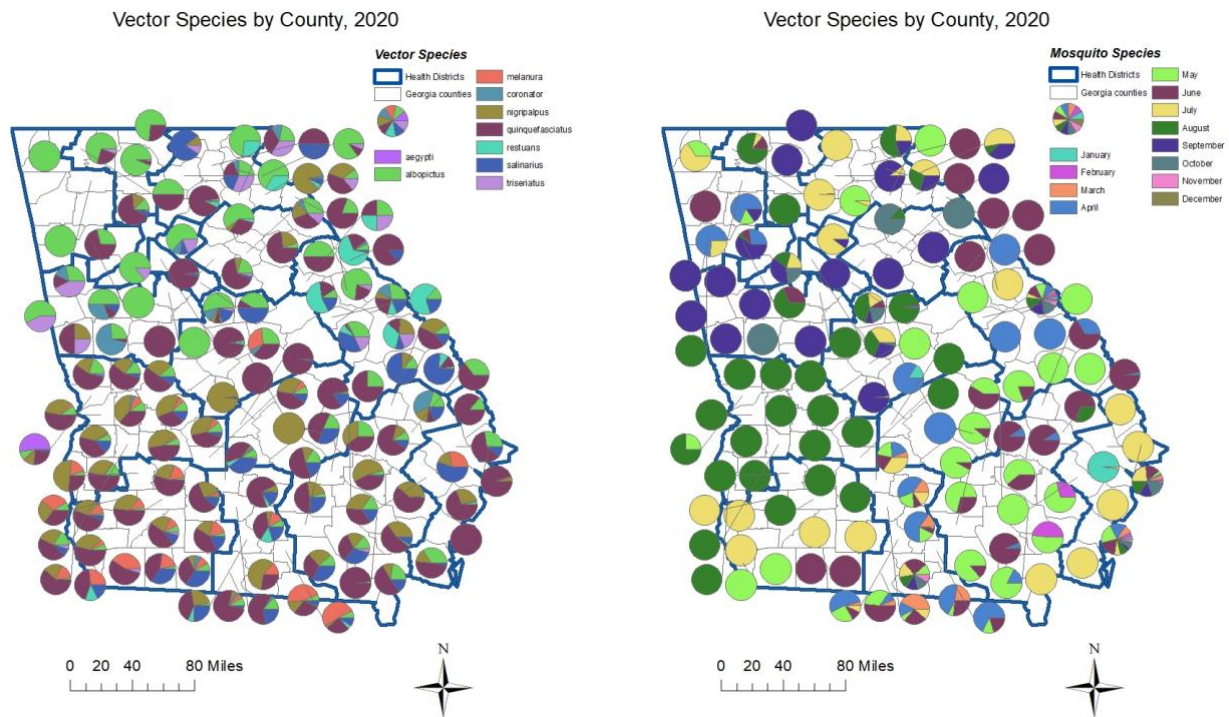 Vector Species by County, 2020
Vector Species
Health Districts
Georgia counties
aegypti
albopictus
melanura
coronator
nigripalpus
quinquefasciatus
restuans
salinarius
triseriatus
N
0 20 40 80 Miles
Vector Species by County, 2020
Mosquito Species
Health Districts
Georgia counties
January
February
March
April
May
June
July
August
September
October
November
December
N
0 20 40 80 Miles